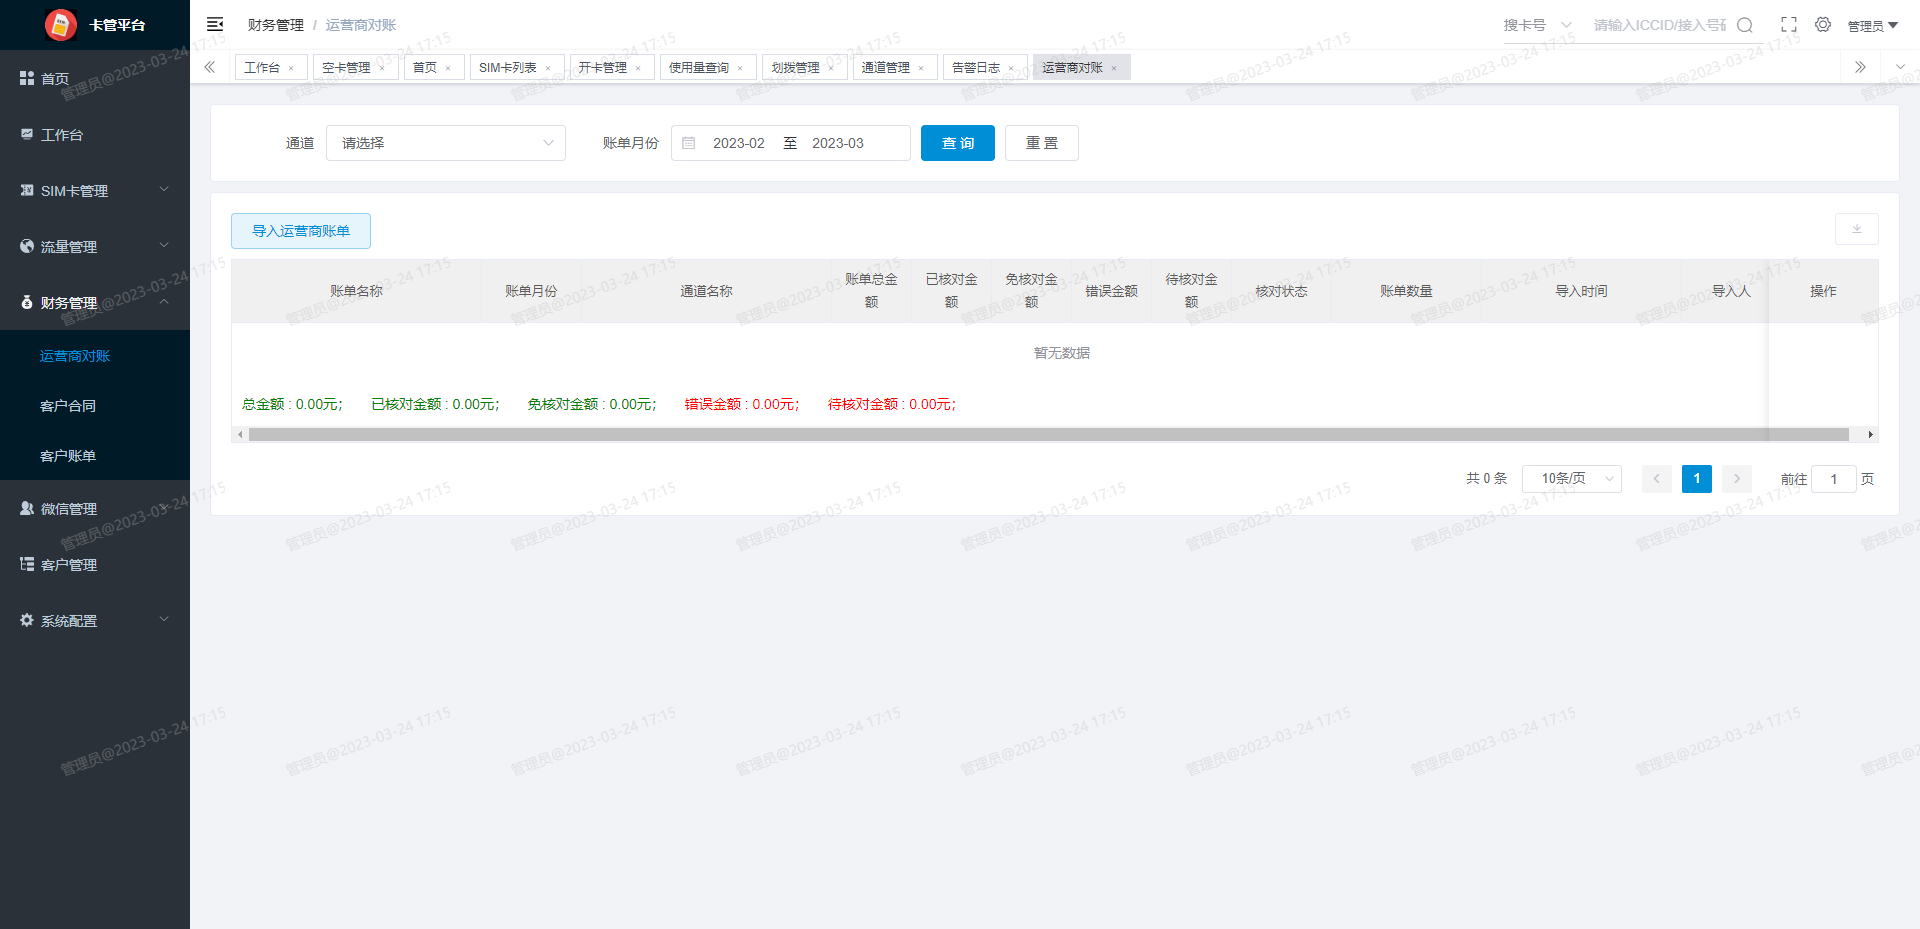 卡管平台
财务管理 / 运营商对账
搜卡号 请输入ICCID/接入号码
管理员
工作台 × 空卡管理 × 首页 × SIM卡列表 × 开卡管理 × 使用量查询 × 划拨管理 × 通道管理 × 告警日志 × 运营商对账 ×
首页
工作台
SIM卡管理
流量管理
财务管理
运营商对账
客户合同
客户账单
微信管理
客户管理
系统配置
通道 请选择 账单月份 2023-02 至 2023-03 查 询 重 置
导入运营商账单
账单名称 账单月份 通道名称 账单总金额 已核对金额 免核对金额 错误金额 待核对金额 核对状态 账单数量 导入时间 导入人 操作
暂无数据
总金额 : 0.00元; 已核对金额 : 0.00元; 免核对金额 : 0.00元; 错误金额 : 0.00元; 待核对金额 : 0.00元;
共 0 条 10条/页 1 前往 1 页
管理员@2023-03-24 17:15